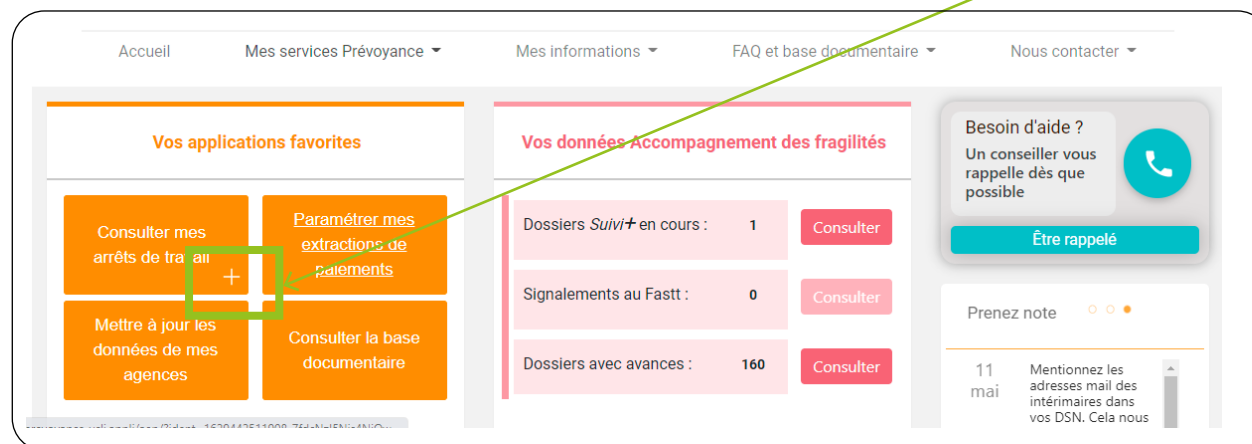 Accueil
Mes services Prévoyance
Mes informations
FAQ et base documentaire
Nous contacter
Vos applications favorites
Consulter mes
arrêts de travail
+
Paramétrer mes
extractions de
paiements
Mettre à jour les
données de mes
agences
Consulter la base
documentaire
Vos données Accompagnement des fragilités
Dossiers Suivi+ en cours : 1 Consulter
Signalements au Fastt : 0 Consulter
Dossiers avec avances : 160 Consulter
Besoin d'aide ?
Un conseiller vous
rappelle dès que
possible
Être rappelé
Prenez note
11
mai
Mentionnez les
adresses mail des
intérimaires dans
vos DSN. Cela nous